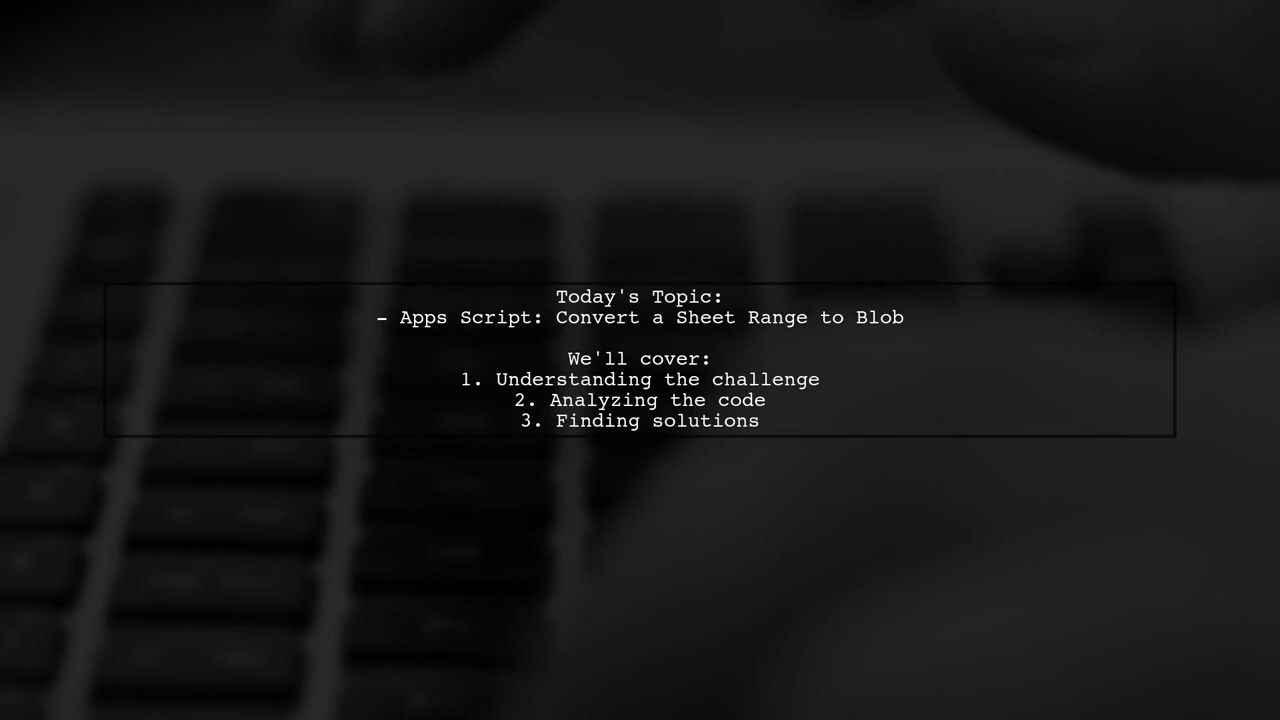 Today's Topic:
- Apps Script: Convert a Sheet Range to Blob
We'll cover:
1. Understanding the challenge
2. Analyzing the code
3. Finding solutions